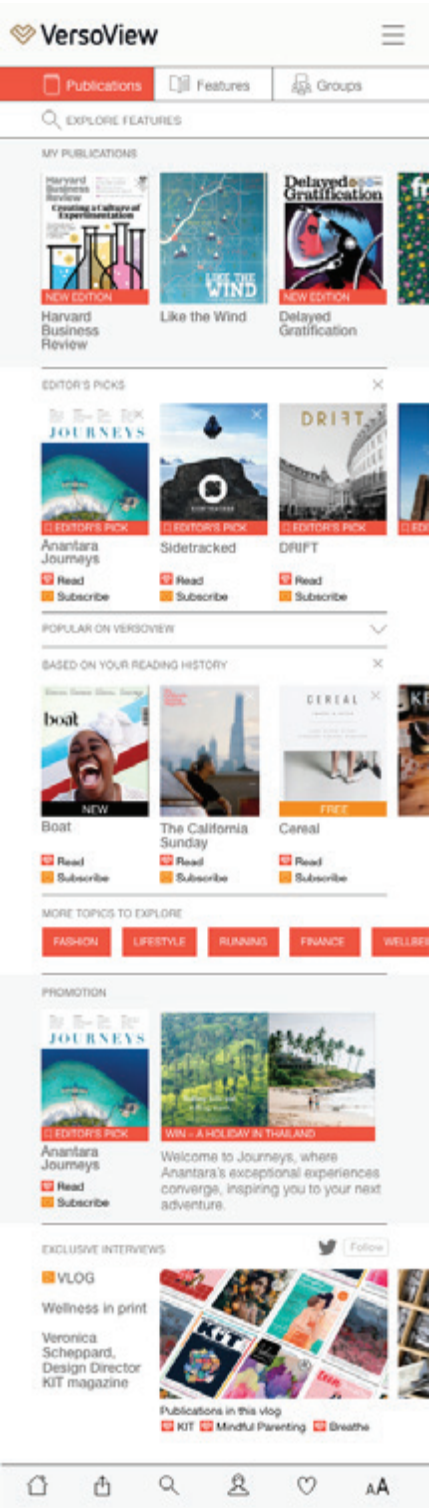 VersoView
Publications
Features
Groups
EXPLORE FEATURES
MY PUBLICATIONS
Harvard
Business
Review
Creating a Culture of
Experimentation
NEW EDITION
LIKE THE
WIND
Delayed
Gratification
NEW EDITION
Harvard
Business
Review
Like the Wind
Delayed
Gratification
EDITOR'S PICKS
JOURNEYS
EDITOR'S PICK
EDITOR'S PICK
DRIFT
EDITOR'S PICK
Anantara
Journeys
Sidetracked
DRIFT
Read
Subscribe
Read
Subscribe
Read
Subscribe
POPULAR ON VERSOVIEW
BASED ON YOUR READING HISTORY
boat
NEW
CEREAL
FREE
Boat
The California
Sunday
Cereal
Read
Subscribe
Read
Subscribe
Read
Subscribe
MORE TOPICS TO EXPLORE
FASHION
LIFESTYLE
RUNNING
FINANCE
PROMOTION
JOURNEYS
EDITOR'S PICK
WIN – A HOLIDAY IN THAILAND
Anantara
Journeys
Read
Subscribe
Welcome to Journeys, where
Anantara's exceptional experiences
converge, inspiring you to your next
adventure.
EXCLUSIVE INTERVIEWS
Follow
VLOG
Wellness in print
Veronica
Scheppard,
Design Director
KIT magazine
KIT
Publications in this vlog
KIT
Mindful Parenting
Breathe
AA